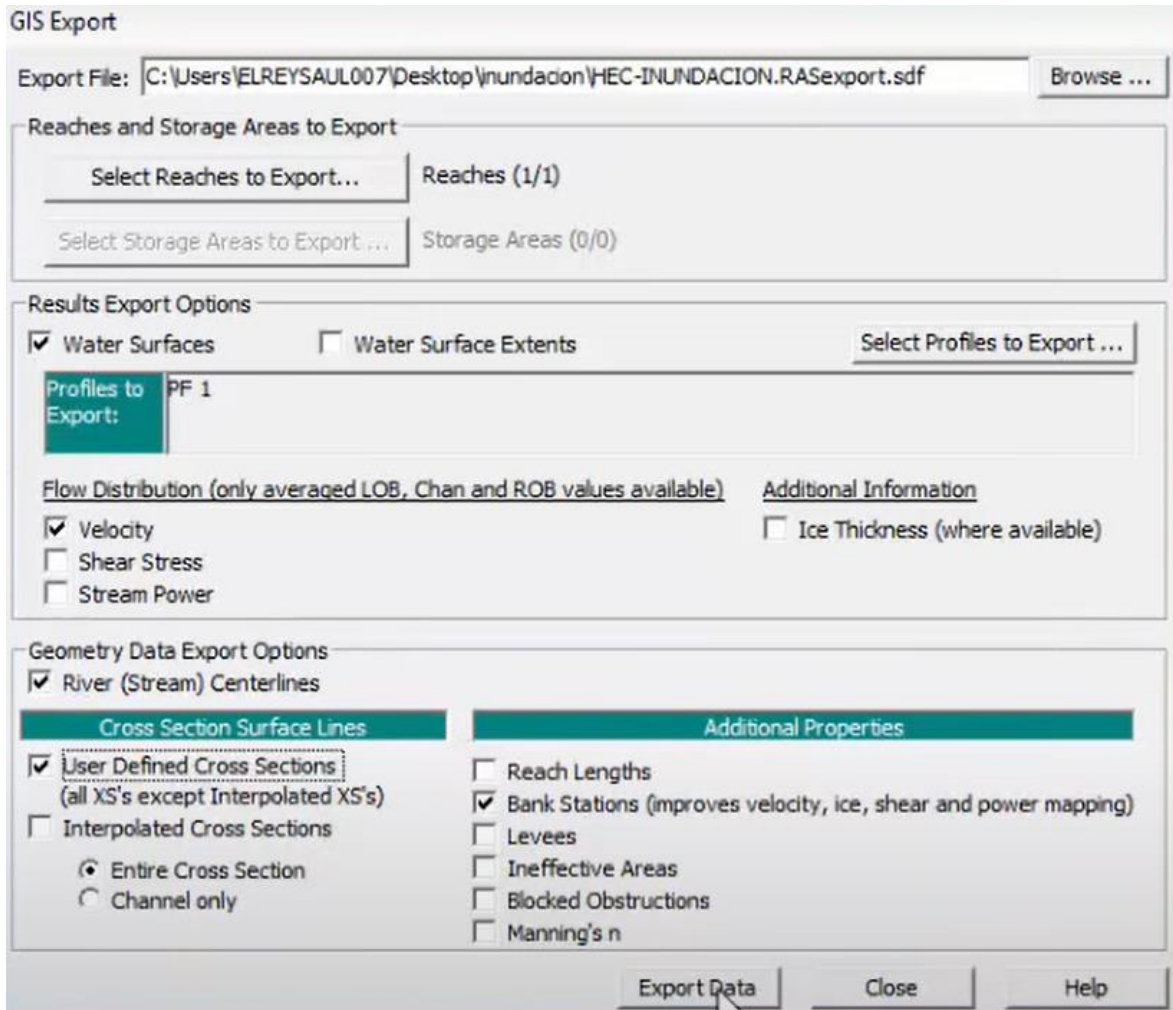 GIS Export
Export File: C:\Users\ELREYSAUL007\Desktop\inundacion\HEC-INUNDACION.RASexport.sdf Browse ...
Reaches and Storage Areas to Export
Select Reaches to Export... Reaches (1/1)
Select Storage Areas to Export ... Storage Areas (0/0)
Results Export Options
Water Surfaces Water Surface Extents Select Profiles to Export ...
Profiles to Export: PF 1
Flow Distribution (only averaged LOB, Chan and ROB values available) Additional Information
Velocity Ice Thickness (where available)
Shear Stress
Stream Power
Geometry Data Export Options
River (Stream) Centerlines
Cross Section Surface Lines Additional Properties
User Defined Cross Sections
(all XS's except Interpolated XS's)
Interpolated Cross Sections
Entire Cross Section
Channel only
Reach Lengths
Bank Stations (improves velocity, ice, shear and power mapping)
Levees
Ineffective Areas
Blocked Obstructions
Manning's n
Export Data Close Help